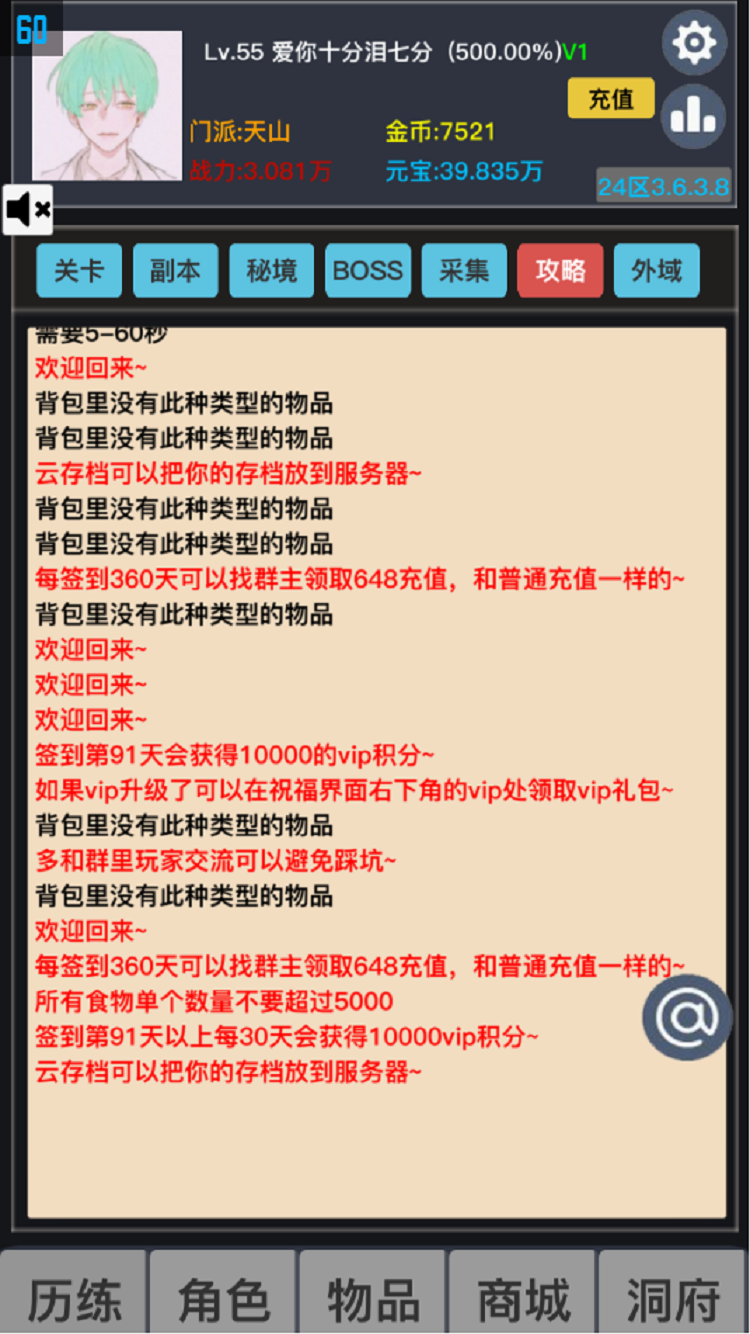 60
Lv.55 爱你十分泪七分 (500.00%)V1
充值
门派:天山 金币:7521
战力:3.081万 元宝:39.835万
24区3.6.3.8
关卡 副本 秘境 BOSS 采集 攻略 外域
需要5-60秒
欢迎回来~
背包里没有此种类型的物品
背包里没有此种类型的物品
云存档可以把你的存档放到服务器~
背包里没有此种类型的物品
背包里没有此种类型的物品
每签到360天可以找群主领取648充值，和普通充值一样的~
背包里没有此种类型的物品
欢迎回来~
欢迎回来~
欢迎回来~
签到第91天会获得10000的vip积分~
如果vip升级了可以在祝福界面右下角的vip处领取vip礼包~
背包里没有此种类型的物品
多和群里玩家交流可以避免踩坑~
背包里没有此种类型的物品
欢迎回来~
每签到360天可以找群主领取648充值，和普通充值一样的~
所有食物单个数量不要超过5000
@
签到第91天以上每30天会获得10000vip积分~
云存档可以把你的存档放到服务器~
历练 角色 物品 商城 洞府